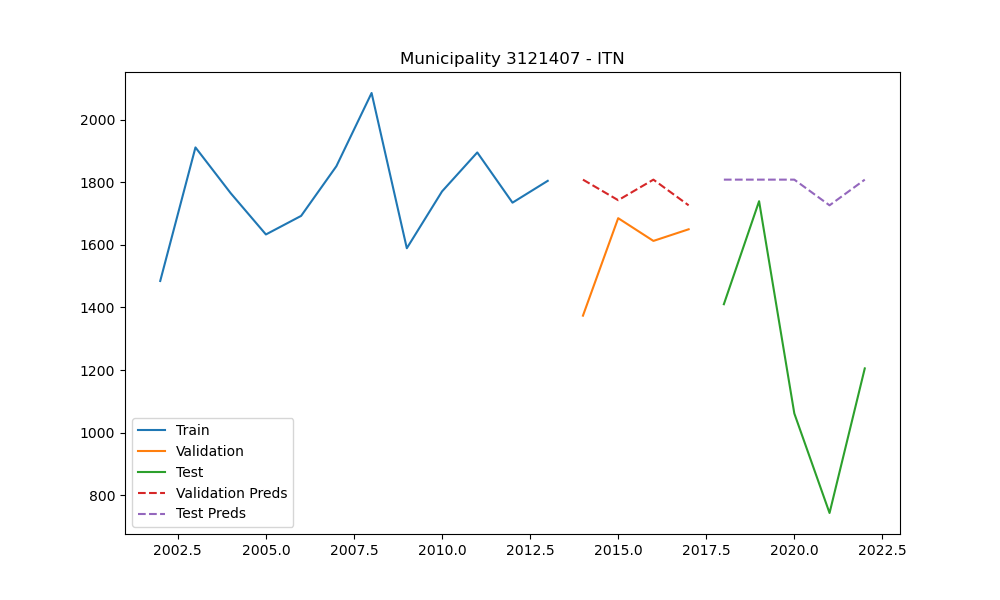 Municipality 3121407 - ITN
2000
1800
1600
1400
1200
1000
800
Train
Validation
Test
Validation Preds
Test Preds
2002.5 2005.0 2007.5 2010.0 2012.5 2015.0 2017.5 2020.0 2022.5